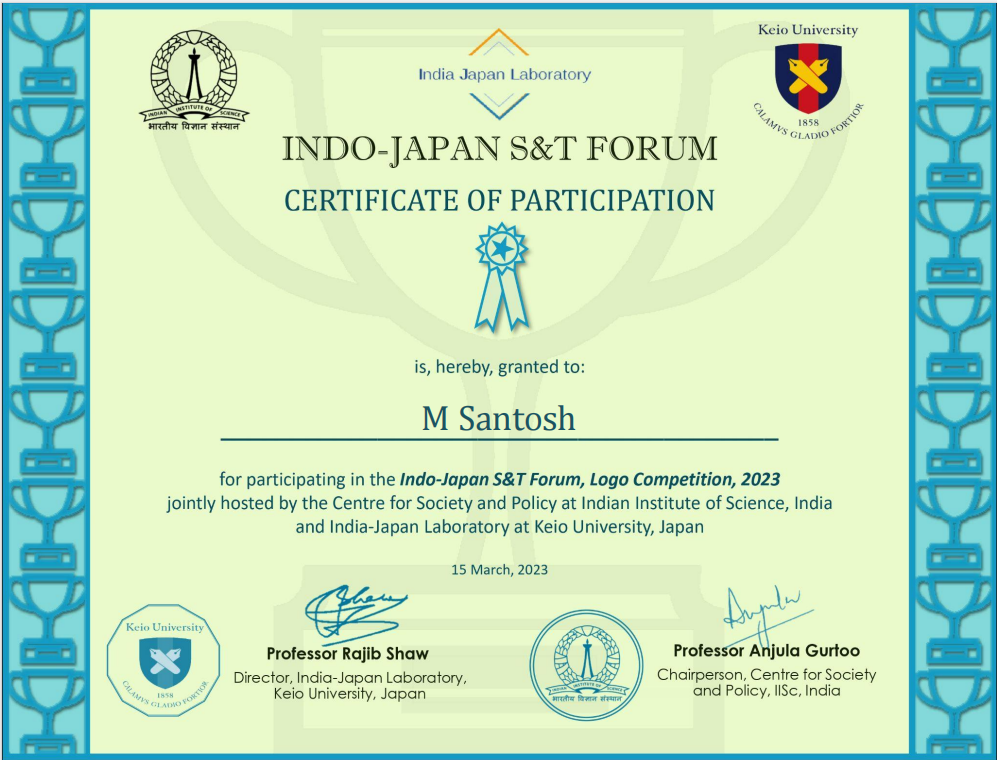 INDIAN INSTITUTE OF SCIENCE
भारतीय विज्ञान संस्थान
India Japan Laboratory
Keio University
1858
CALAMVS GLADIO FORTIOR
INDO-JAPAN S&T FORUM
CERTIFICATE OF PARTICIPATION
is, hereby, granted to:
M Santosh
for participating in the Indo-Japan S&T Forum, Logo Competition, 2023
jointly hosted by the Centre for Society and Policy at Indian Institute of Science, India
and India-Japan Laboratory at Keio University, Japan
15 March, 2023
Keio University
1858
CALAMVS GLADIO FORTIOR
Professor Rajib Shaw
Director, India-Japan Laboratory,
Keio University, Japan
INDIAN INSTITUTE OF SCIENCE
भारतीय विज्ञान संस्थान
Professor Anjula Gurtoo
Chairperson, Centre for Society
and Policy, IISc, India